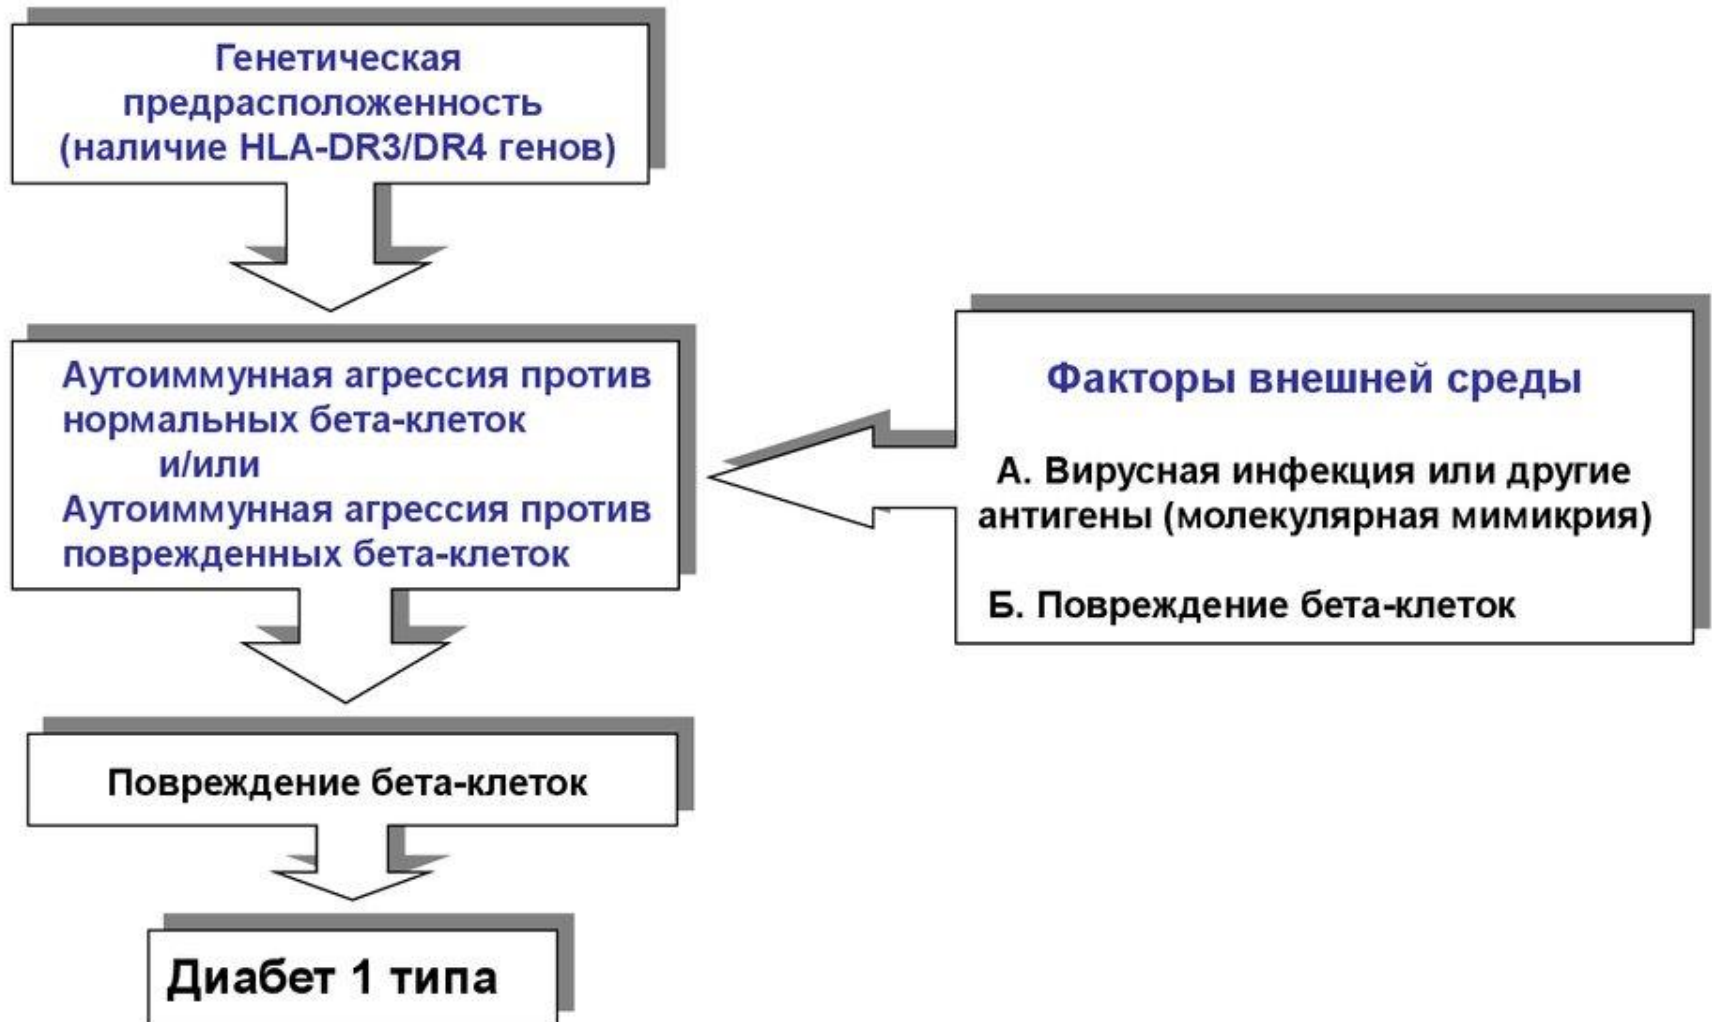 Генетическая
предрасположенность
(наличие HLA-DR3/DR4 генов)
Аутоиммунная агрессия против
нормальных бета-клеток
и/или
Аутоиммунная агрессия против
поврежденных бета-клеток
Факторы внешней среды
А. Вирусная инфекция или другие
антигены (молекулярная мимикрия)
Б. Повреждение бета-клеток
Повреждение бета-клеток
Диабет 1 типа